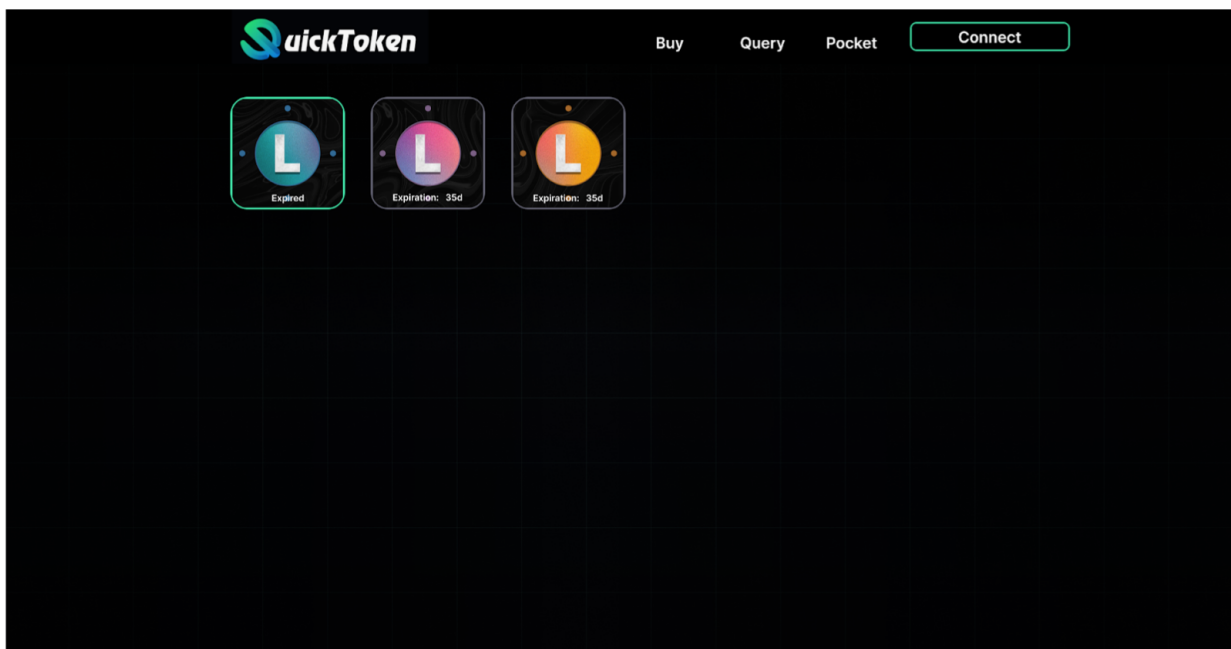 QuickToken
Buy Query Pocket Connect
L L L
Expired Expiration: 35d Expiration: 35d